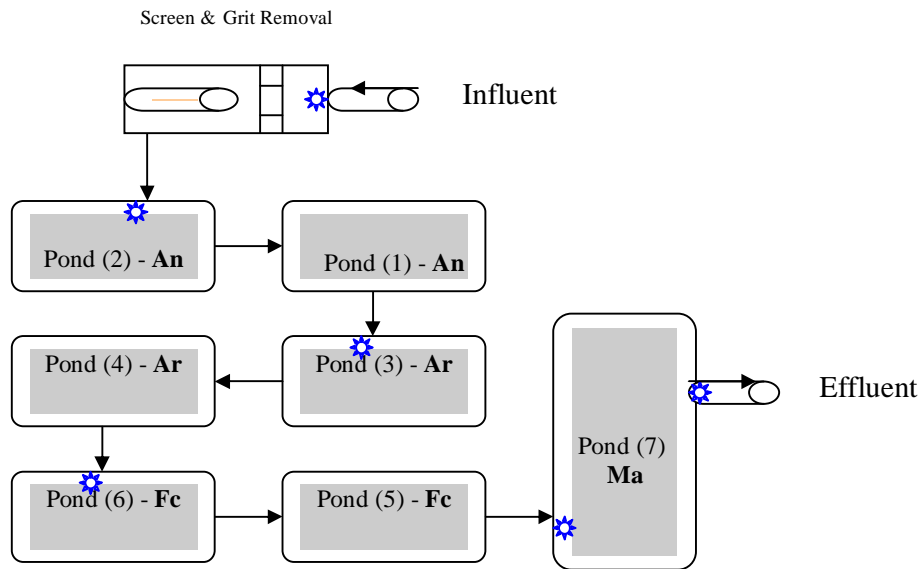 Screen & Grit Removal
Influent
Pond (2) - An
Pond (1) - An
Pond (4) - Ar
Pond (3) - Ar
Effluent
Pond (7)
Ma
Pond (6) - Fc
Pond (5) - Fc